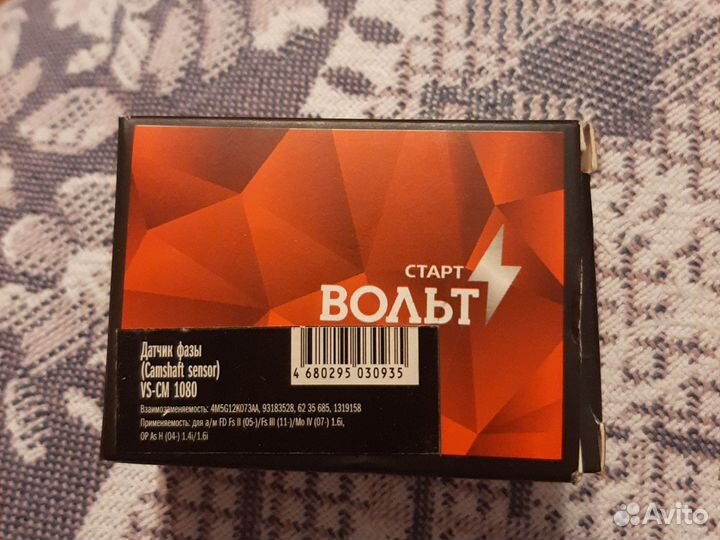 СТАРТ
ВОЛЬТ
Датчик фазы
(Camshaft sensor)
VS-CM 1080
4 680295 030935
Взаимозаменяемость: 4M5G12K073AA, 93183528, 62 35 685, 1319158
Применяемость: для а/м FD Fs II (05-)/Fs III (11-)/Mo IV (07-) 1.6i,
OP As H (04-) 1.4i/1.6i
Avito